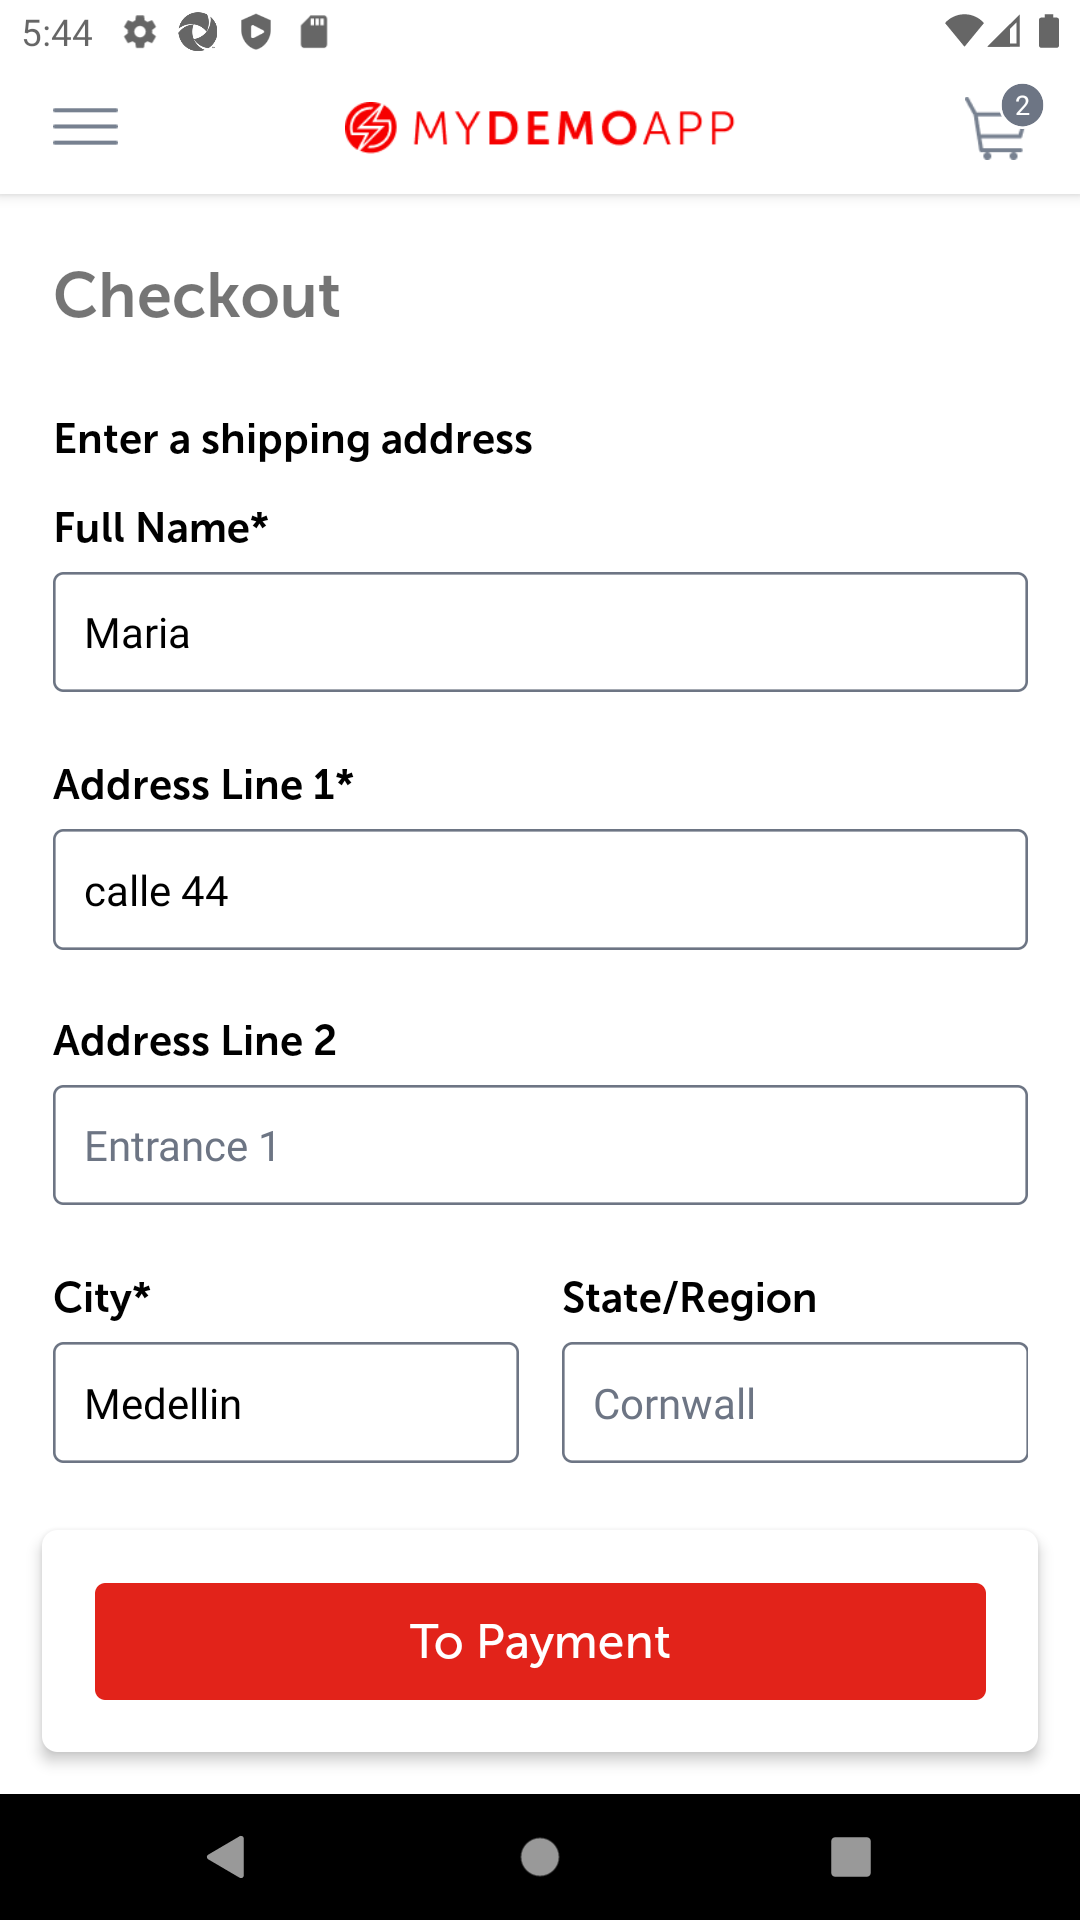 5:44
MYDEMOAPP
2
Checkout
Enter a shipping address
Full Name*
Maria
Address Line 1*
calle 44
Address Line 2
Entrance 1
City*
State/Region
Medellin
Cornwall
To Payment